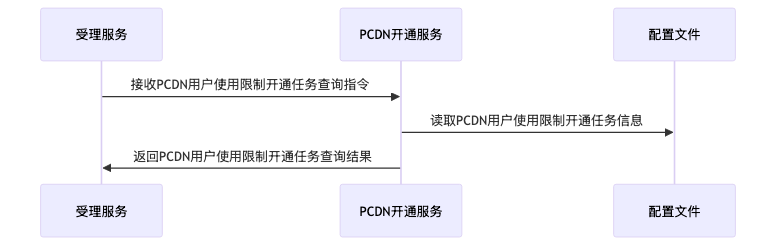 受理服务
PCDN开通服务
配置文件
接收PCDN用户使用限制开通任务查询指令
读取PCDN用户使用限制开通任务信息
返回PCDN用户使用限制开通任务查询结果
受理服务
PCDN开通服务
配置文件